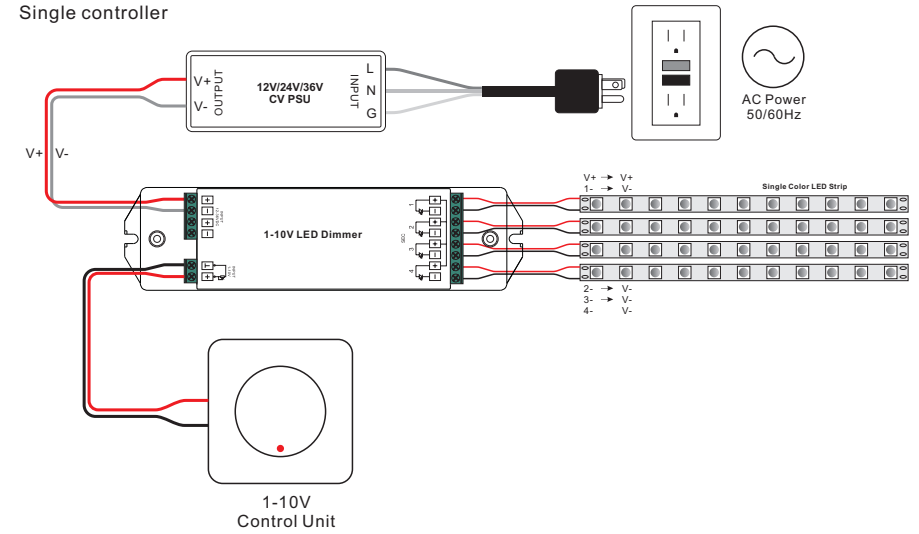 Single controller
V+
V-
OUTPUT
12V/24V/36V
CV PSU
INPUT
L
N
G
AC Power
50/60Hz
V+
V-
V+ → V+
1- → V-
Single Color LED Strip
1-10V LED Dimmer
1
2
SEC
3
4
2- → V-
3- → V-
4- V-
1-10V
Control Unit